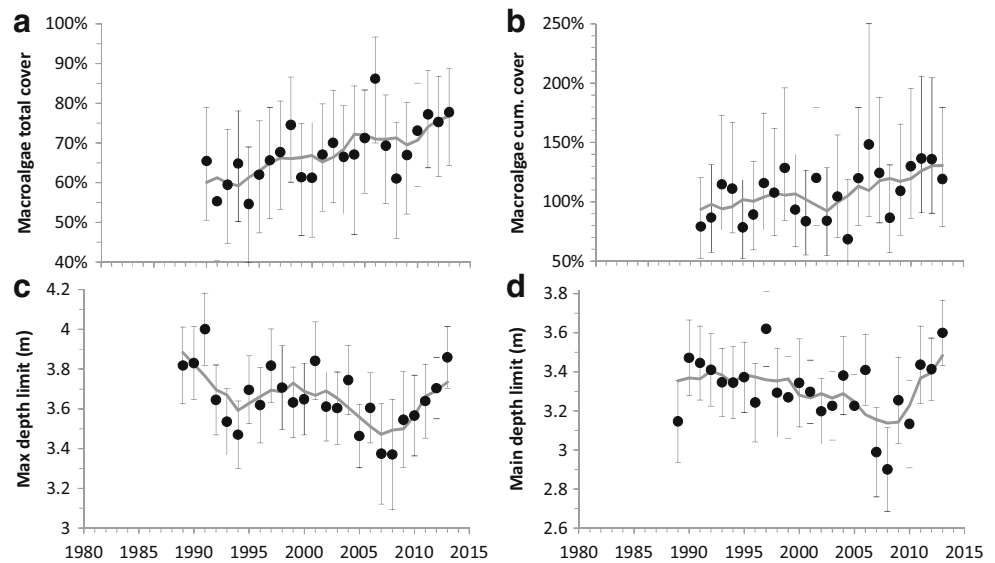 a
Macroalgae total cover
100%
90%
80%
70%
60%
50%
40%
b
Macroalgae cum. cover
250%
200%
150%
100%
50%
c
Max depth limit (m)
4.2
4
3.8
3.6
3.4
3.2
3
1980 1985 1990 1995 2000 2005 2010 2015
d
Main depth limit (m)
3.8
3.6
3.4
3.2
3
2.8
2.6
1980 1985 1990 1995 2000 2005 2010 2015